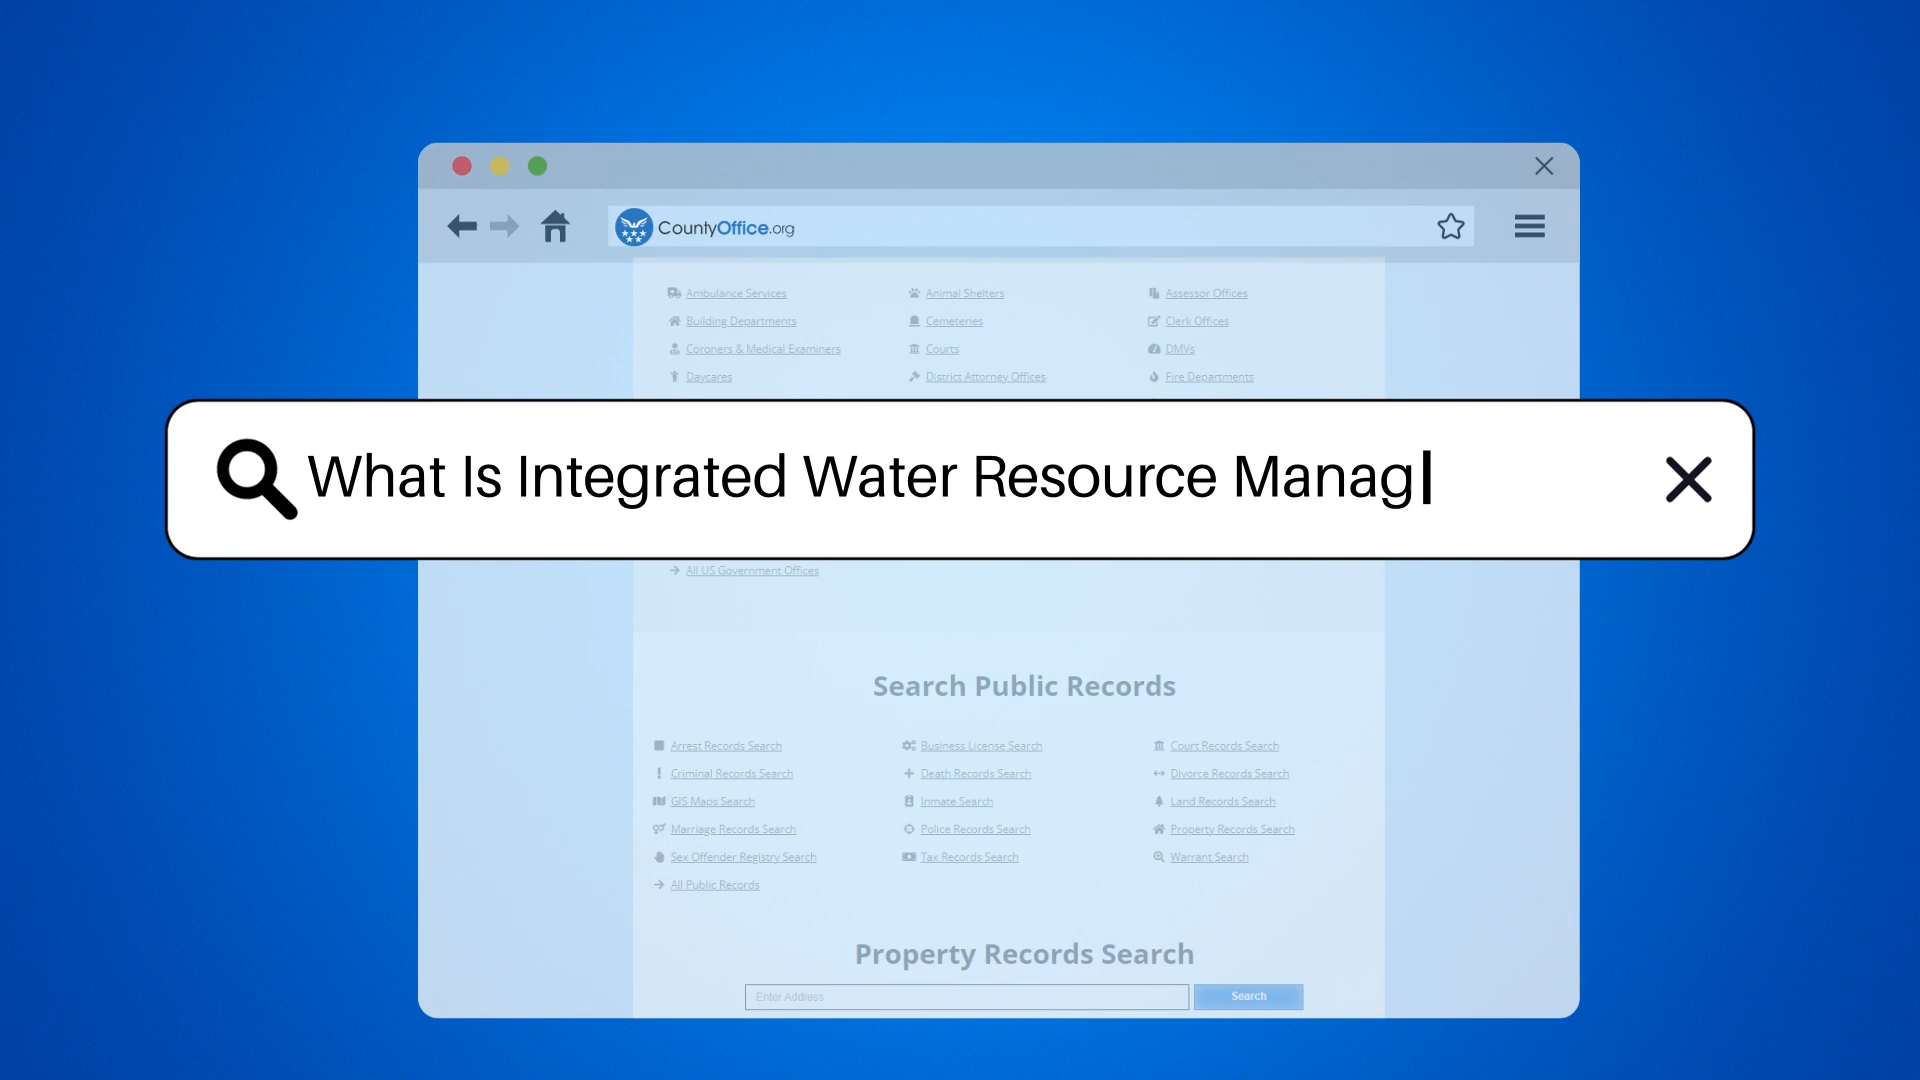 CountyOffice.org
Ambulance Services Animal Shelters Assessor Offices
Building Departments Cemeteries Clerk Offices
Coroners & Medical Examiners Courts DMVs
Daycares District Attorney Offices Fire Departments
What Is Integrated Water Resource Manag
All US Government Offices
Search Public Records
Arrest Records Search Business License Search Court Records Search
Criminal Records Search Death Records Search Divorce Records Search
GIS Maps Search Inmate Search Land Records Search
Marriage Records Search Police Records Search Property Records Search
Sex Offender Registry Search Tax Records Search Warrant Search
All Public Records
Property Records Search
Enter Address Search